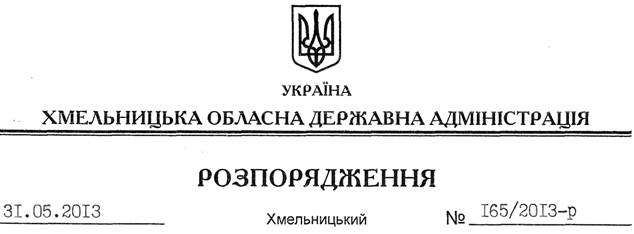 УКРАЇНА
ХМЕЛЬНИЦЬКА ОБЛАСНА ДЕРЖАВНА АДМІНІСТРАЦІЯ
РОЗПОРЯДЖЕННЯ
31.05.2013 Хмельницький № 165/2013-р